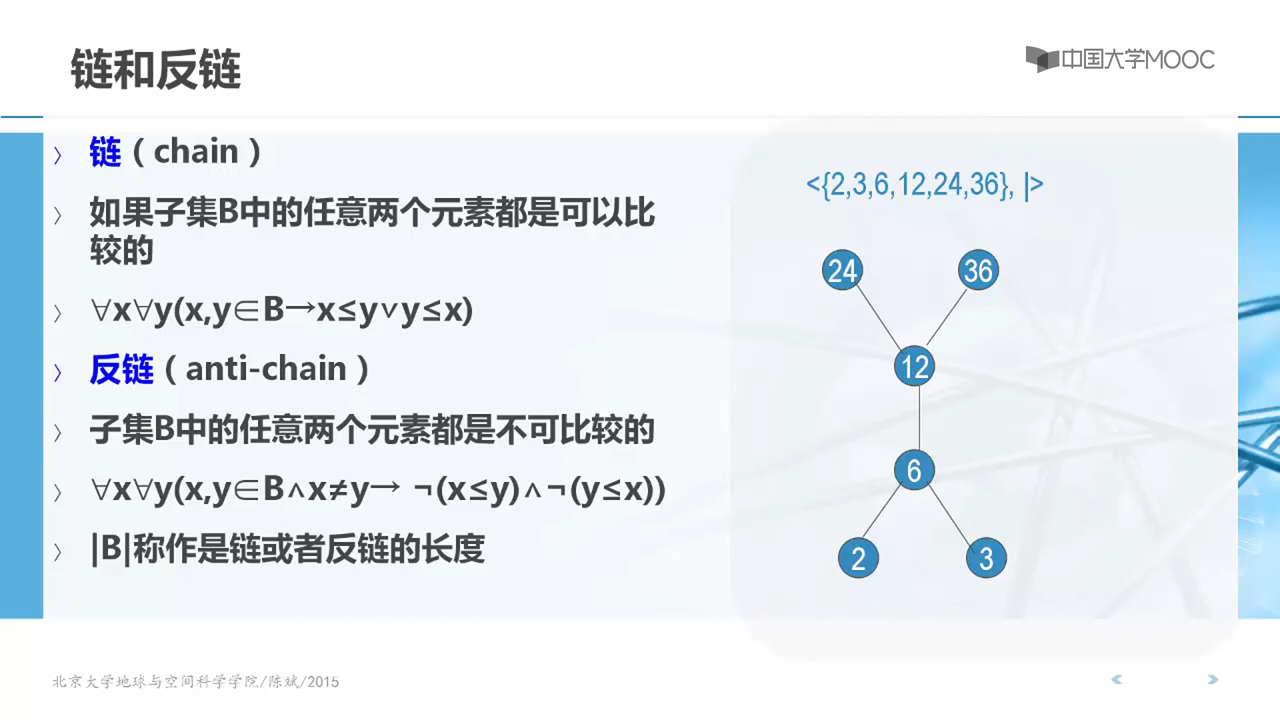 链和反链
中国大学MOOC
链（chain）
如果子集B中的任意两个元素都是可以比
较的
∀x∀y(x,y∈B→x≤y∨y≤x)
反链（anti-chain）
子集B中的任意两个元素都是不可比较的
∀x∀y(x,y∈B∧x≠y→ ¬(x≤y)∧¬(y≤x))
|B|称作是链或者反链的长度
<{2,3,6,12,24,36}, |>
24 36
12
6
2 3
北京大学地球与空间科学学院/陈斌/2015